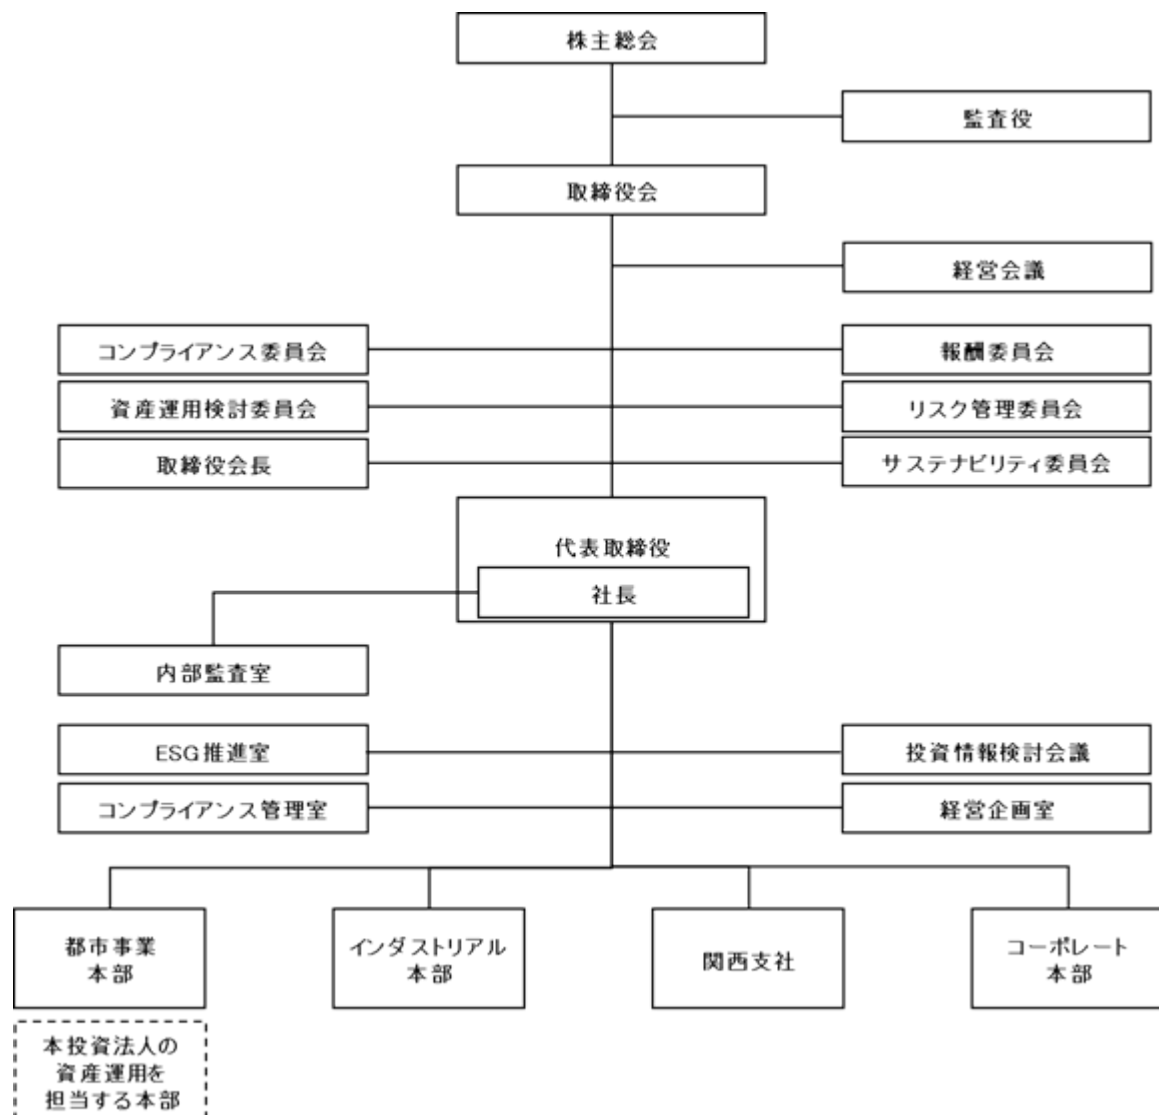 株主総会
監査役
取締役会
経営会議
コンプライアンス委員会
報酬委員会
資産運用検討委員会
リスク管理委員会
取締役会長
サステナビリティ委員会
代表取締役
社長
内部監査室
ESG推進室
投資情報検討会議
コンプライアンス管理室
経営企画室
都市事業
本部
インダストリアル
本部
関西支社
コーポレート
本部
本投資法人の
資産運用を
担当する本部